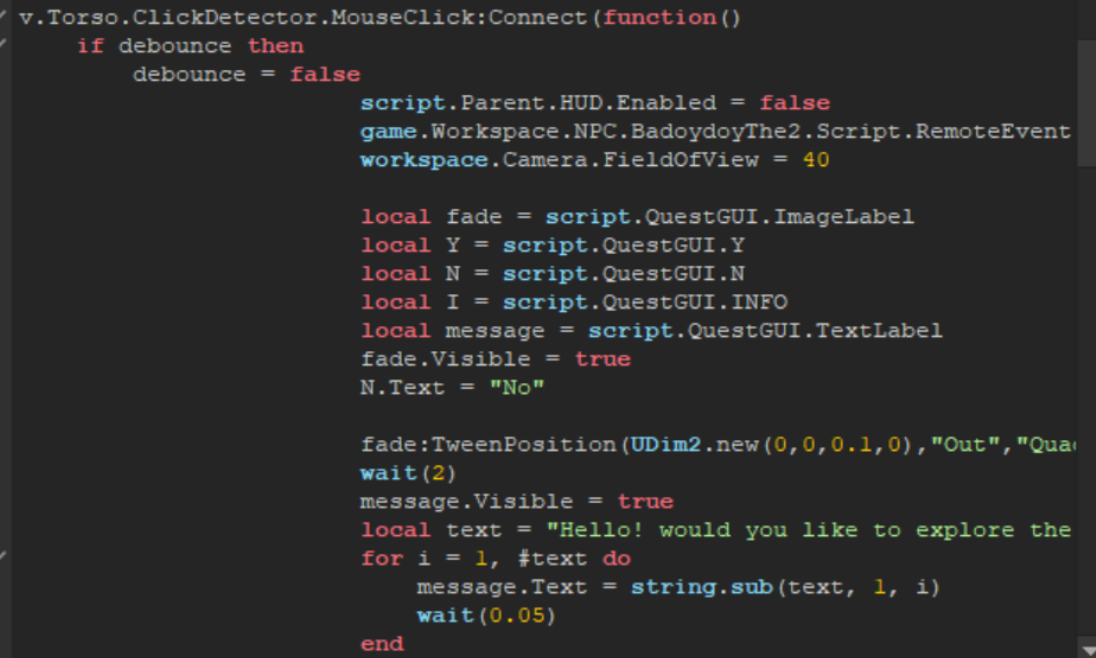 v.Torso.ClickDetector.MouseClick:Connect(function()
if debounce then
debounce = false
script.Parent.HUD.Enabled = false
game.Workspace.NPC.BadoydoyThe2.Script.RemoteEvent
workspace.Camera.FieldOfView = 40
local fade = script.QuestGUI.ImageLabel
local Y = script.QuestGUI.Y
local N = script.QuestGUI.N
local I = script.QuestGUI.INFO
local message = script.QuestGUI.TextLabel
fade.Visible = true
N.Text = "No"
fade:TweenPosition(UDim2.new(0,0,0.1,0),"Out","Qua
wait(2)
message.Visible = true
local text = "Hello! would you like to explore the
for i = 1, #text do
message.Text = string.sub(text, 1, i)
wait(0.05)
end